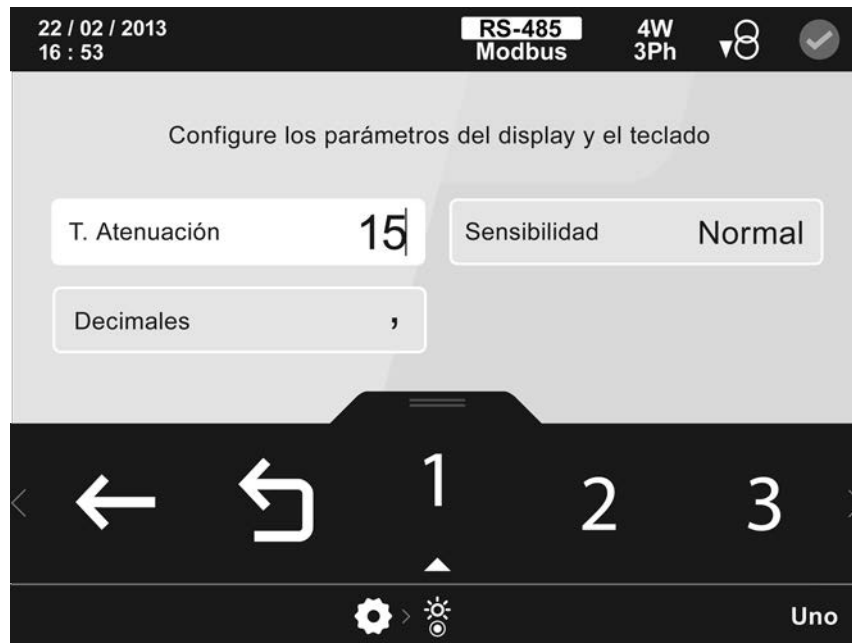 22 / 02 / 2013
16 : 53
RS-485
Modbus
4W
3Ph
Configure los parámetros del display y el teclado
T. Atenuación 15
Sensibilidad Normal
Decimales ,
1 2 3
Uno